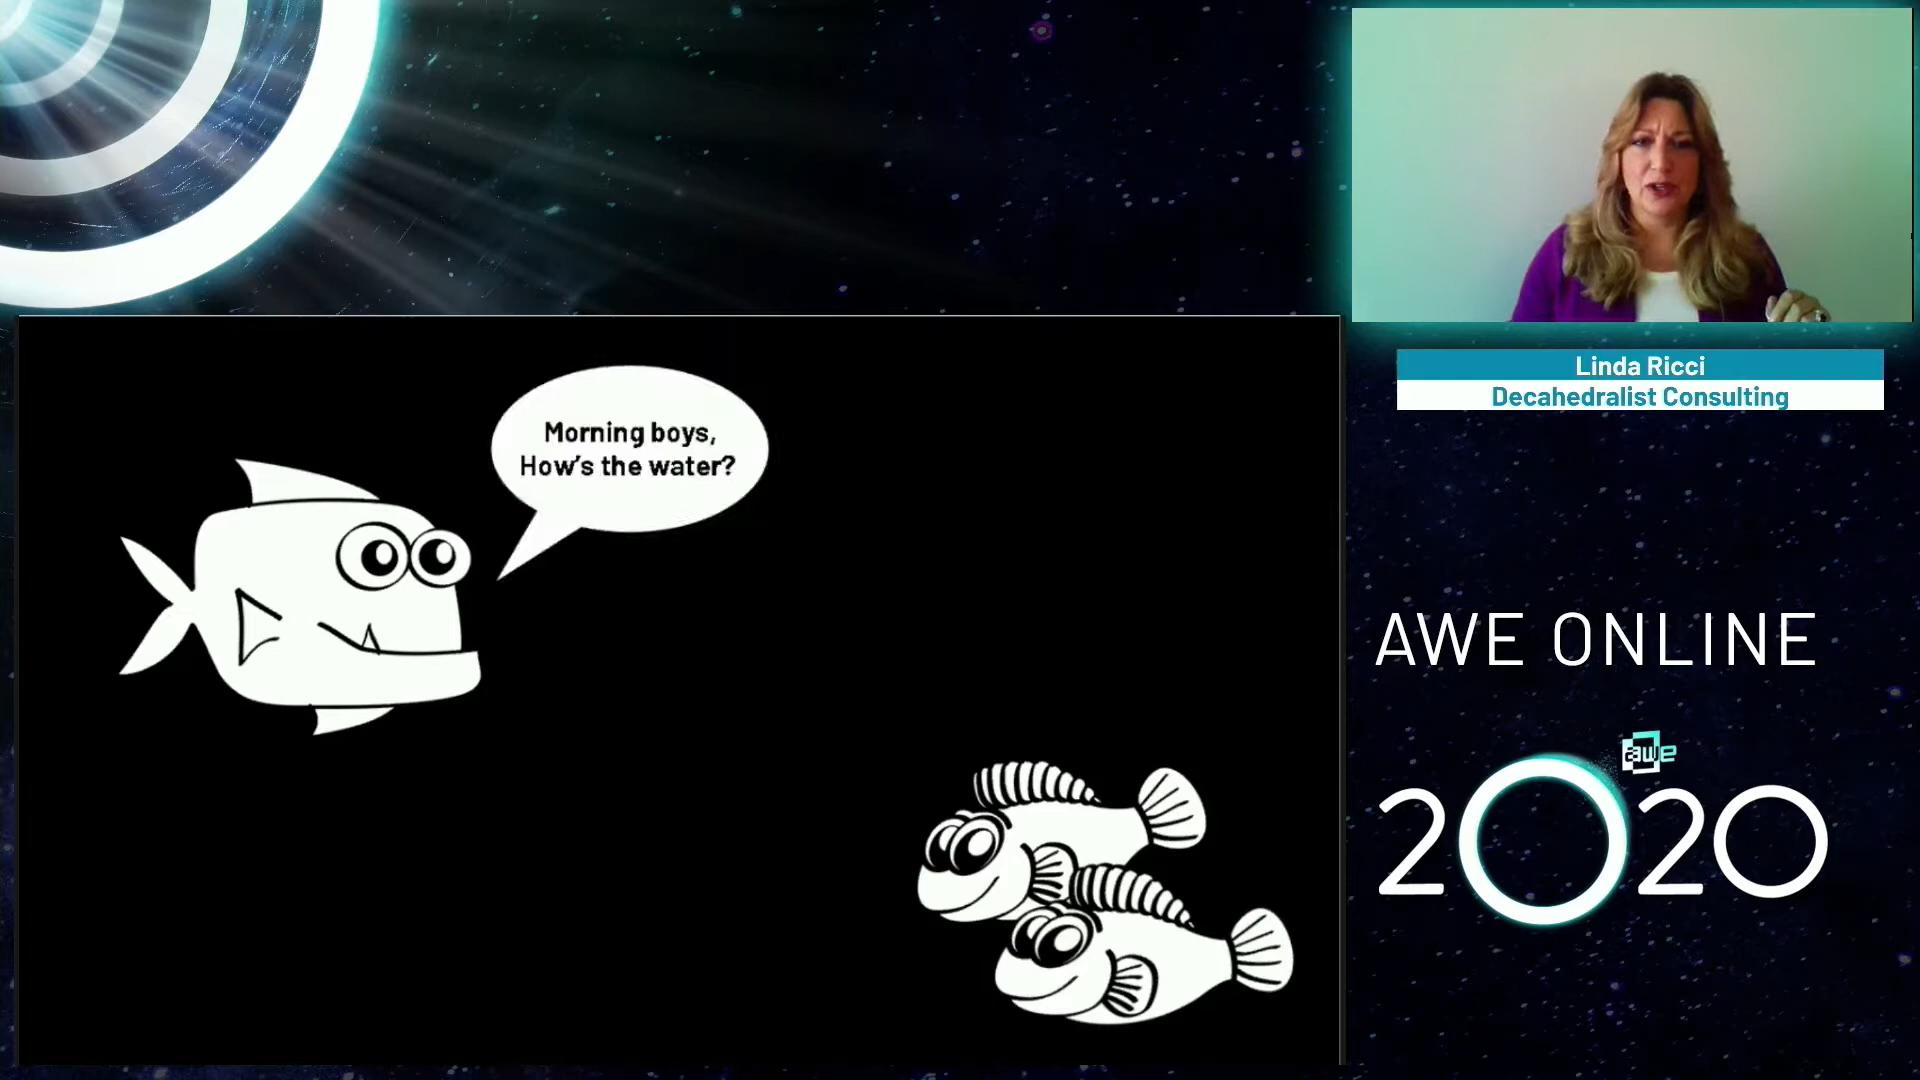 Morning boys,
How's the water?
Linda Ricci
Decahedralist Consulting
AWE ONLINE
awe
2020